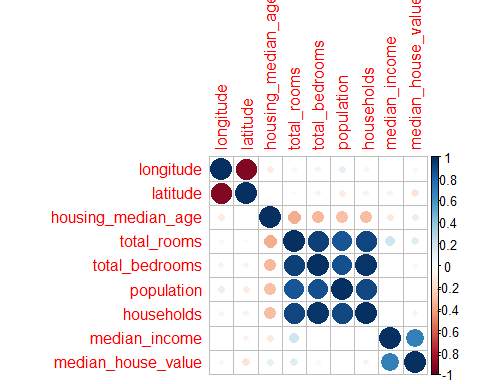 longitude
latitude
housing_median_age
total_rooms
total_bedrooms
population
households
median_income
median_house_value
longitude
latitude
housing_median_age
total_rooms
total_bedrooms
population
households
median_income
median_house_value
1
0.8
0.6
0.4
0.2
0
-0.2
-0.4
-0.6
-0.8
-1